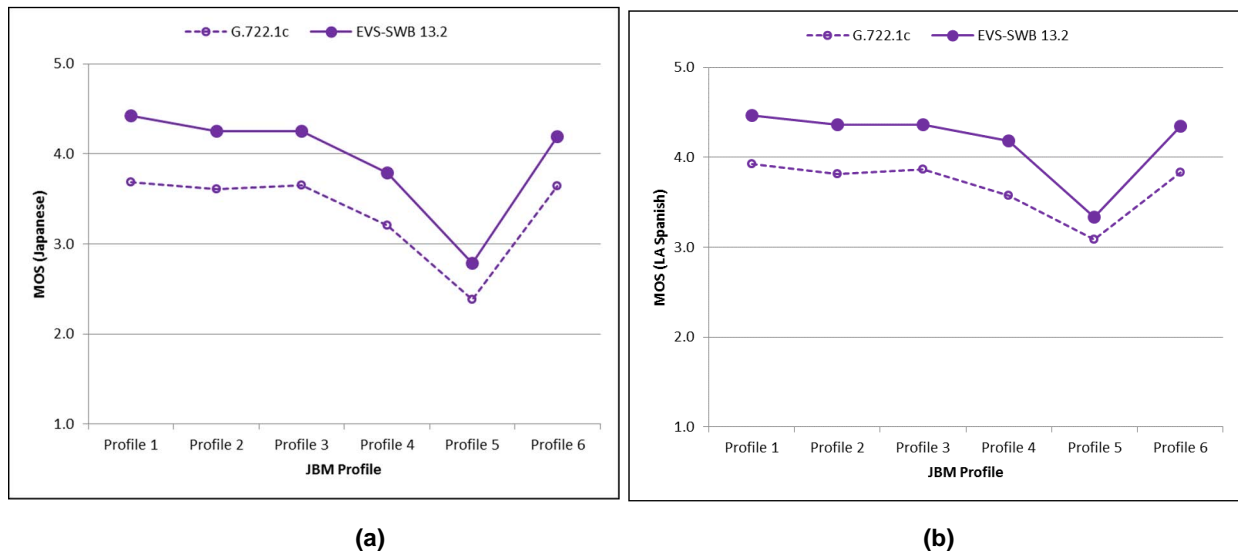 G.722.1c EVS-SWB 13.2
5.0
4.0
3.0
2.0
1.0
MOS (Japanese)
Profile 1 Profile 2 Profile 3 Profile 4 Profile 5 Profile 6
JBM Profile
(a)
G.722.1c EVS-SWB 13.2
5.0
4.0
3.0
2.0
1.0
MOS (LA Spanish)
Profile 1 Profile 2 Profile 3 Profile 4 Profile 5 Profile 6
JBM Profile
(b)